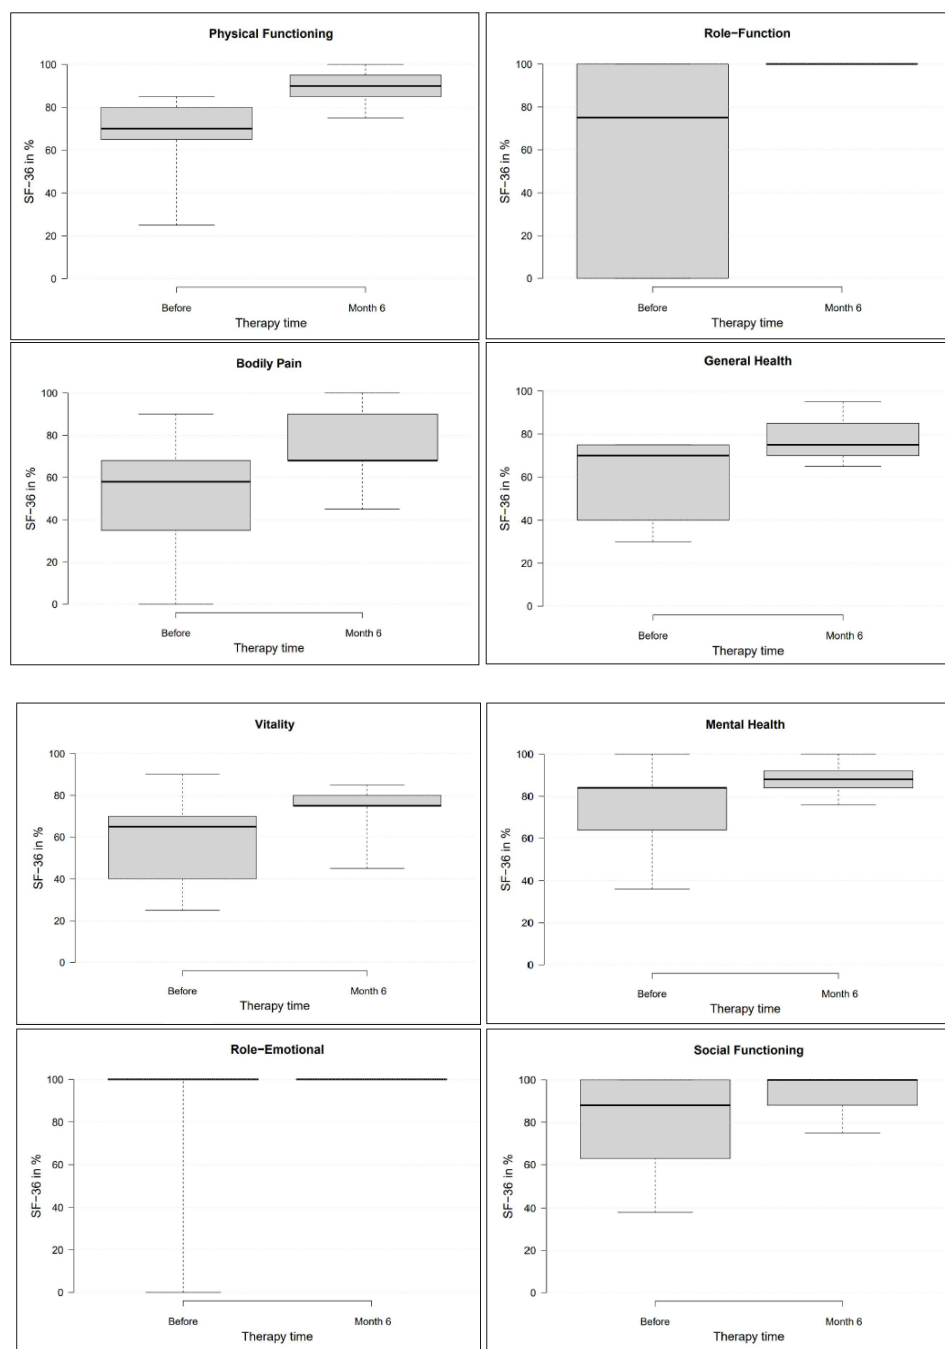 Physical Functioning
SF−36 in %
100
80
60
40
20
0
Before
Month 6
Therapy time
Role−Function
SF−36 in %
100
80
60
40
20
0
Before
Month 6
Therapy time
Bodily Pain
SF−36 in %
100
80
60
40
20
0
Before
Month 6
Therapy time
General Health
SF−36 in %
100
80
60
40
20
0
Before
Month 6
Therapy time
Vitality
SF−36 in %
100
80
60
40
20
0
Before
Month 6
Therapy time
Mental Health
SF−36 in %
100
80
60
40
20
0
Before
Month 6
Therapy time
Role−Emotional
SF−36 in %
100
80
60
40
20
0
Before
Month 6
Therapy time
Social Functioning
SF−36 in %
100
80
60
40
20
0
Before
Month 6
Therapy time